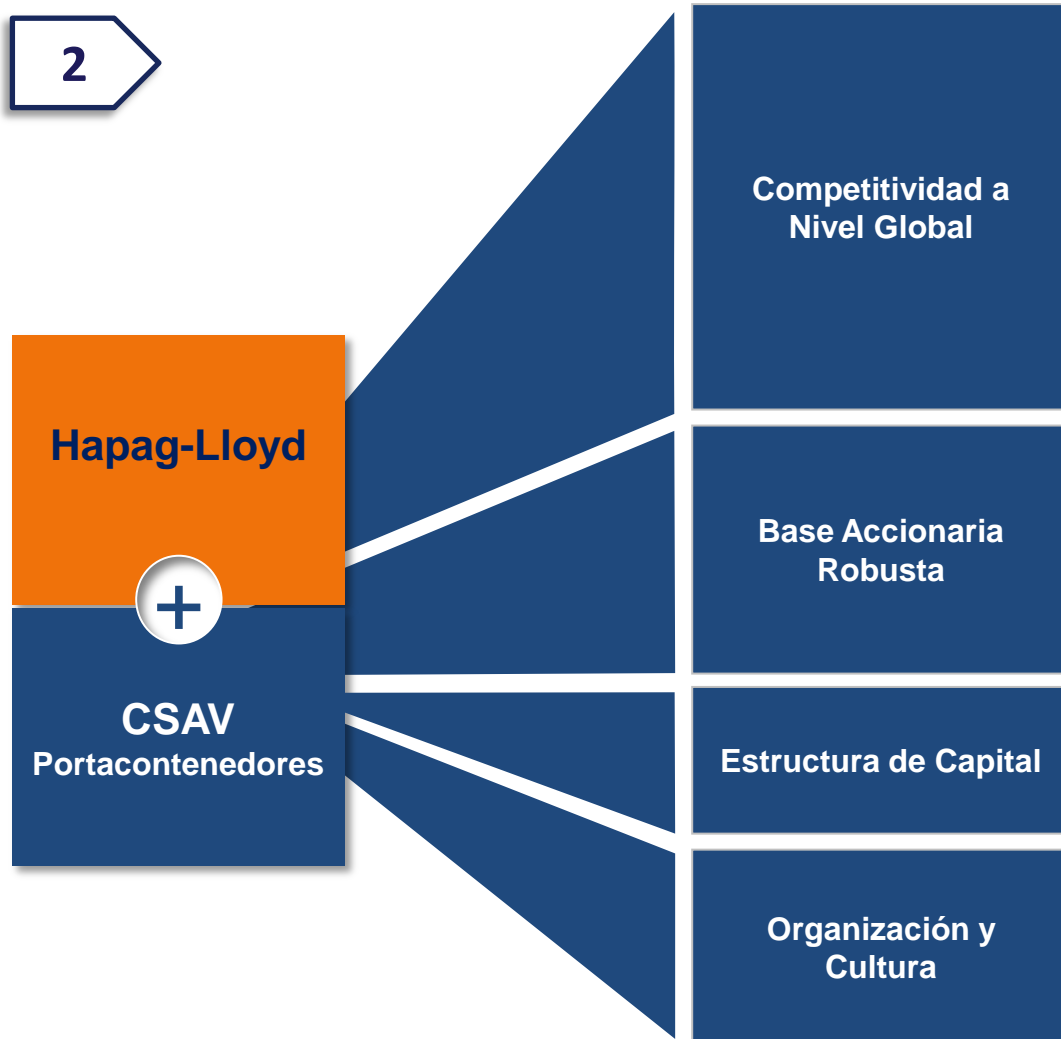 2
Hapag-Lloyd
+
CSAV
Portacontenedores
Competitividad a
Nivel Global
Base Accionaria
Robusta
Estructura de Capital
Organización y
Cultura